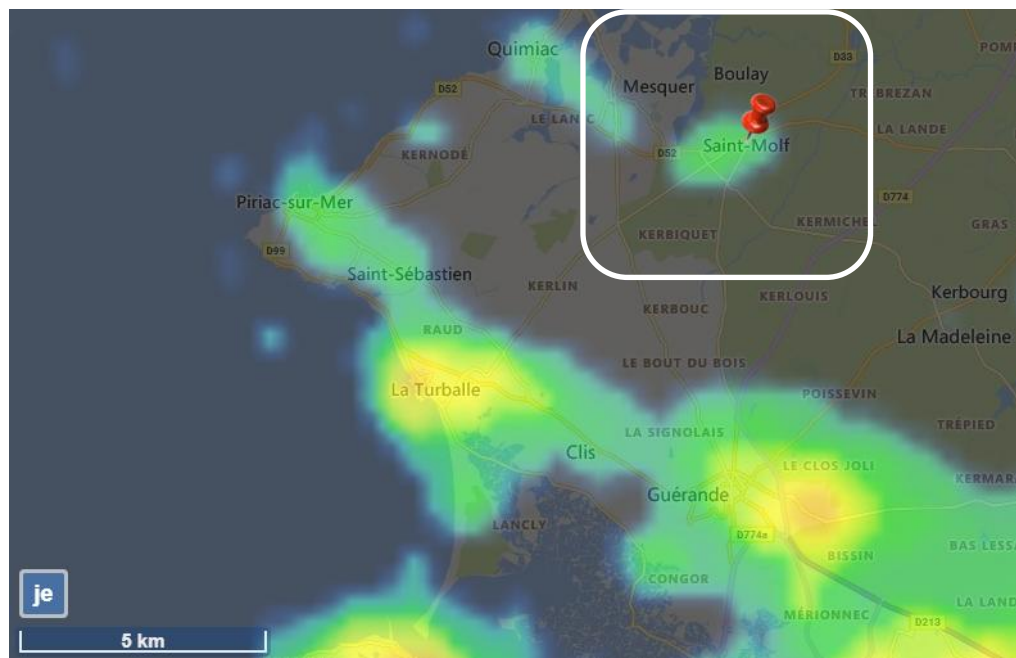 Quimiac
POMP
Boulay
D33
Mesquer
D52
TRÉBREZAN
LE LANIC
LA LANDE
KERNODÉ
D52
Saint-Molf
D774
Piriac-sur-Mer
KERBIQUET
KERMICHEL
GRAS
D99
Saint-Sébastien
KERLIN
KERLOUIS
Kerbourg
KERBOUC
RAUD
La Madeleine
LE BOUT DU BOIS
La Turballe
POISSEVIN
LA SIGNOLAIS
TRÉPIED
Clis
LE CLOS JOLI
KERMAR
Guérande
LANCLY
D774a
BISSIN
BAS LESSA
CONGOR
je
LA LAND
MÉRIONNEC
D213
5 km